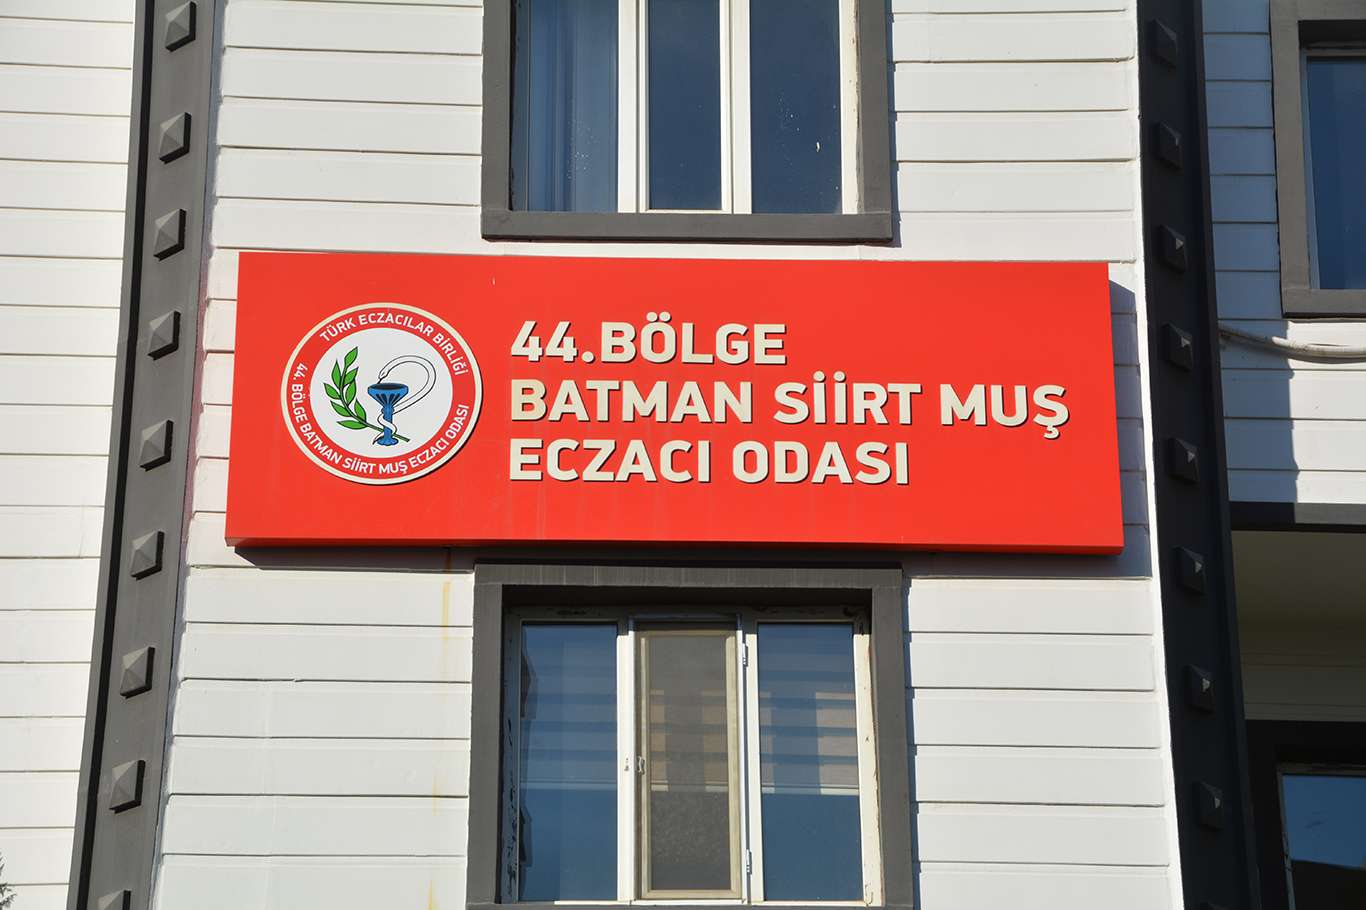 TÜRK ECZACILAR BİRLİĞİ
44. BÖLGE BATMAN SİİRT MUŞ ECZACI ODASI
44.BÖLGE
BATMAN SİİRT MUŞ
ECZACI ODASI